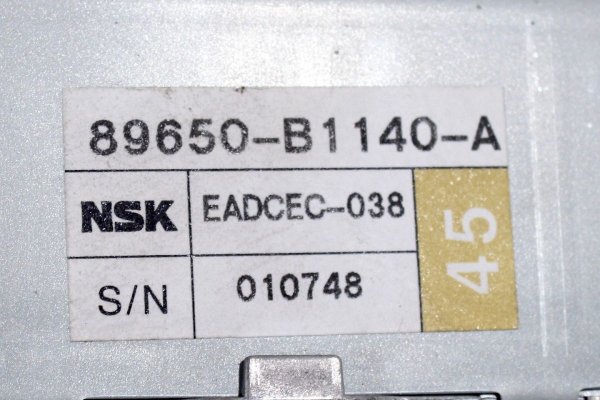 89650-B1140-A
NSK EADCEC-038
45
S/N 010748